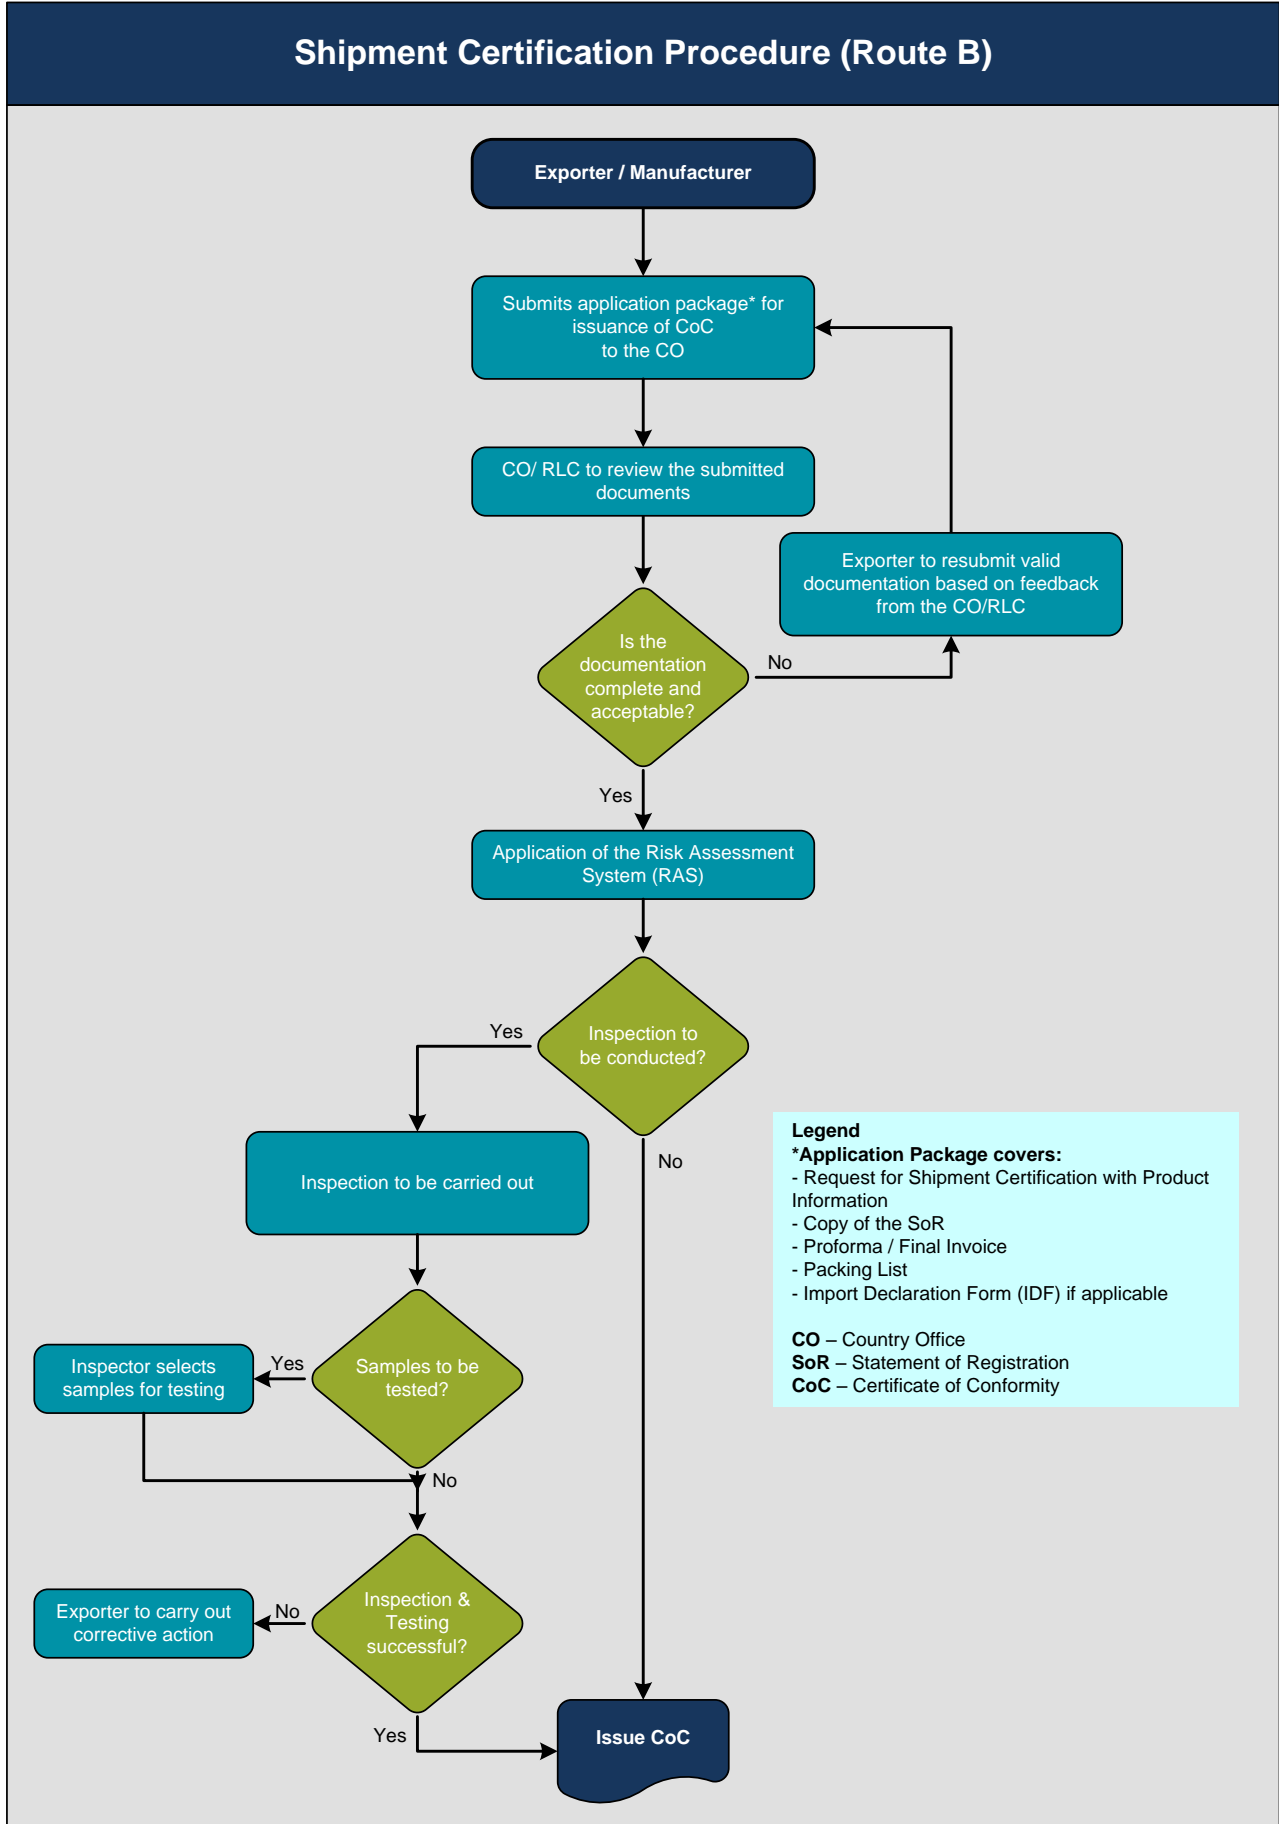 Shipment Certification Procedure (Route B)
Exporter / Manufacturer
Submits application package* for
issuance of CoC
to the CO
CO/ RLC to review the submitted
documents
Exporter to resubmit valid
documentation based on feedback
from the CO/RLC
Is the
documentation
complete and
acceptable?
No
Yes
Application of the Risk Assessment
System (RAS)
Yes
Inspection to
be conducted?
No
Inspection to be carried out
Legend
*Application Package covers:
- Request for Shipment Certification with Product
Information
- Copy of the SoR
- Proforma / Final Invoice
- Packing List
- Import Declaration Form (IDF) if applicable
CO – Country Office
SoR – Statement of Registration
CoC – Certificate of Conformity
Inspector selects
samples for testing
Yes
Samples to be
tested?
No
Exporter to carry out
corrective action
No
Inspection &
Testing
successful?
Yes
Issue CoC